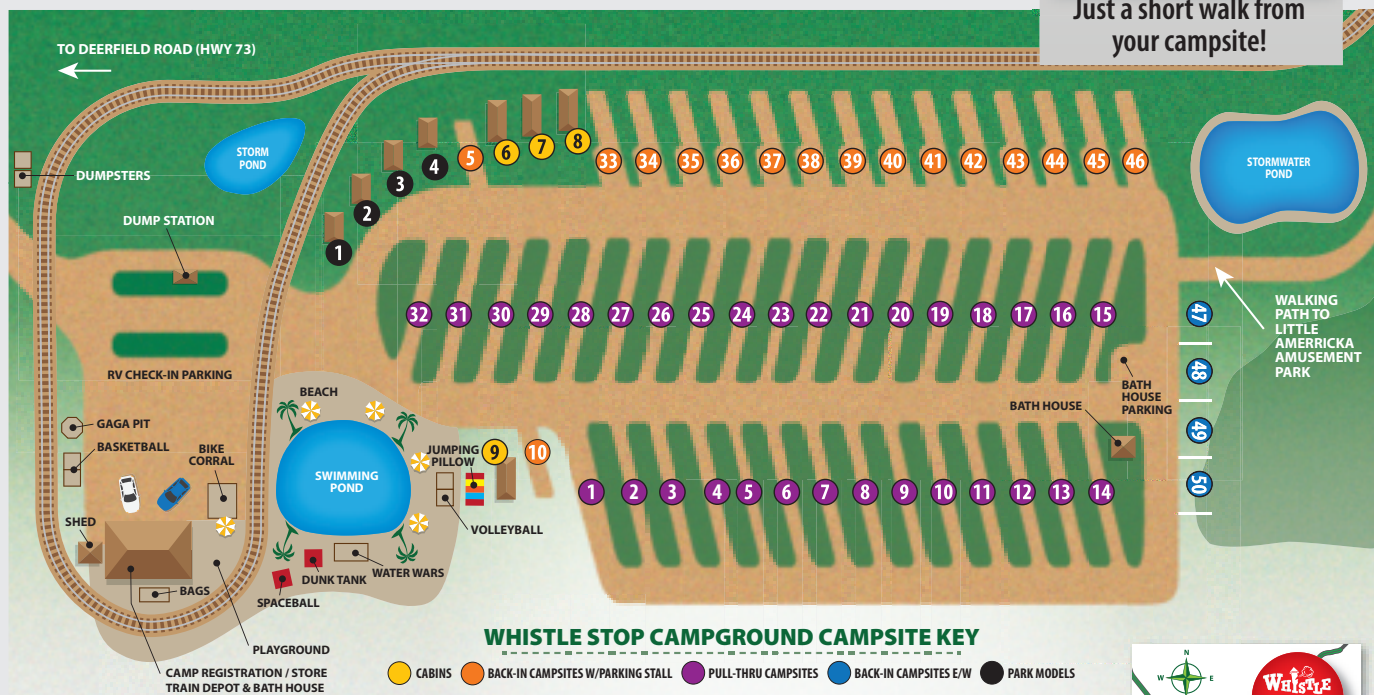 Just a short walk from
your campsite!
TO DEERFIELD ROAD (HWY 73)
STORM
POND
DUMPSTERS
DUMP STATION
STORMWATER
POND
1
2
3
4
5
6
7
8
33
34
35
36
37
38
39
40
41
42
43
44
45
46
32
31
30
29
28
27
26
25
24
23
22
21
20
19
18
17
16
15
47
48
49
50
WALKING
PATH TO
LITTLE
AMERRICKA
AMUSEMENT
PARK
RV CHECK-IN PARKING
BEACH
BATH
HOUSE
PARKING
BATH HOUSE
GAGA PIT
BASKETBALL
BIKE
CORRAL
SWIMMING
POND
JUMPING
PILLOW
9
10
1
2
3
4
5
6
7
8
9
10
11
12
13
14
VOLLEYBALL
SHED
WATER WARS
DUNK TANK
SPACEBALL
BAGS
PLAYGROUND
CAMP REGISTRATION / STORE
TRAIN DEPOT & BATH HOUSE
WHISTLE STOP CAMPGROUND CAMPSITE KEY
CABINS
BACK-IN CAMPSITES W/PARKING STALL
PULL-THRU CAMPSITES
BACK-IN CAMPSITES E/W
PARK MODELS
N
W
E
WHISTLE